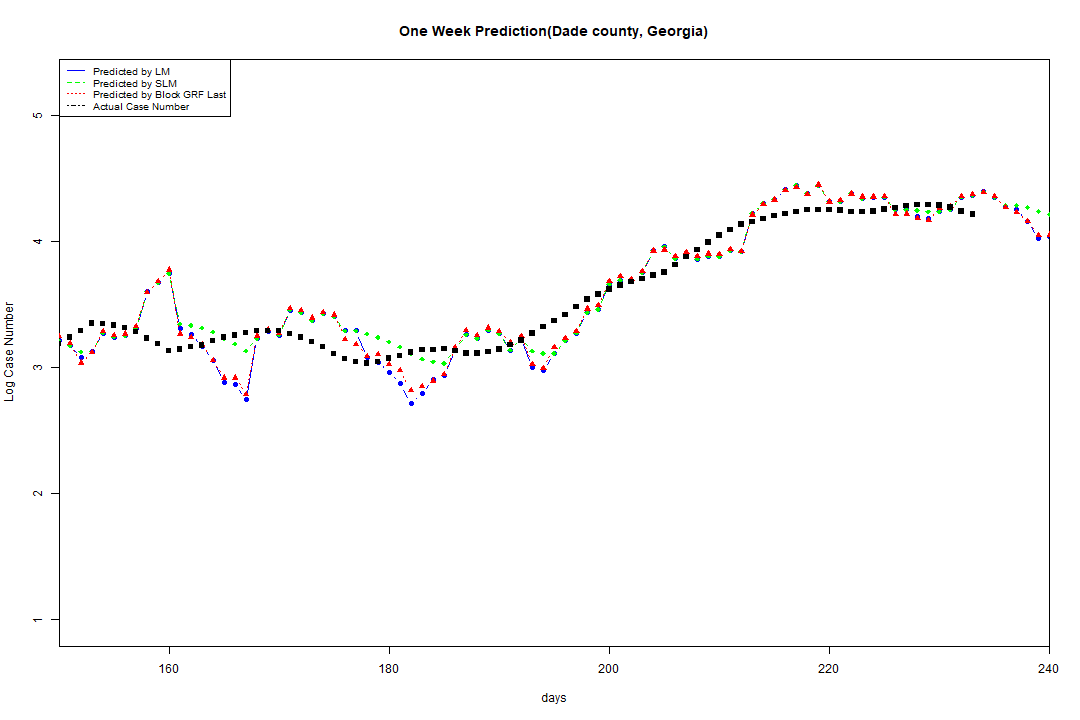 One Week Prediction(Dade county, Georgia)
Predicted by LM
Predicted by SLM
Predicted by Block GRF Last
Actual Case Number
5
4
3
2
1
Log Case Number
160 180 200 220 240
days